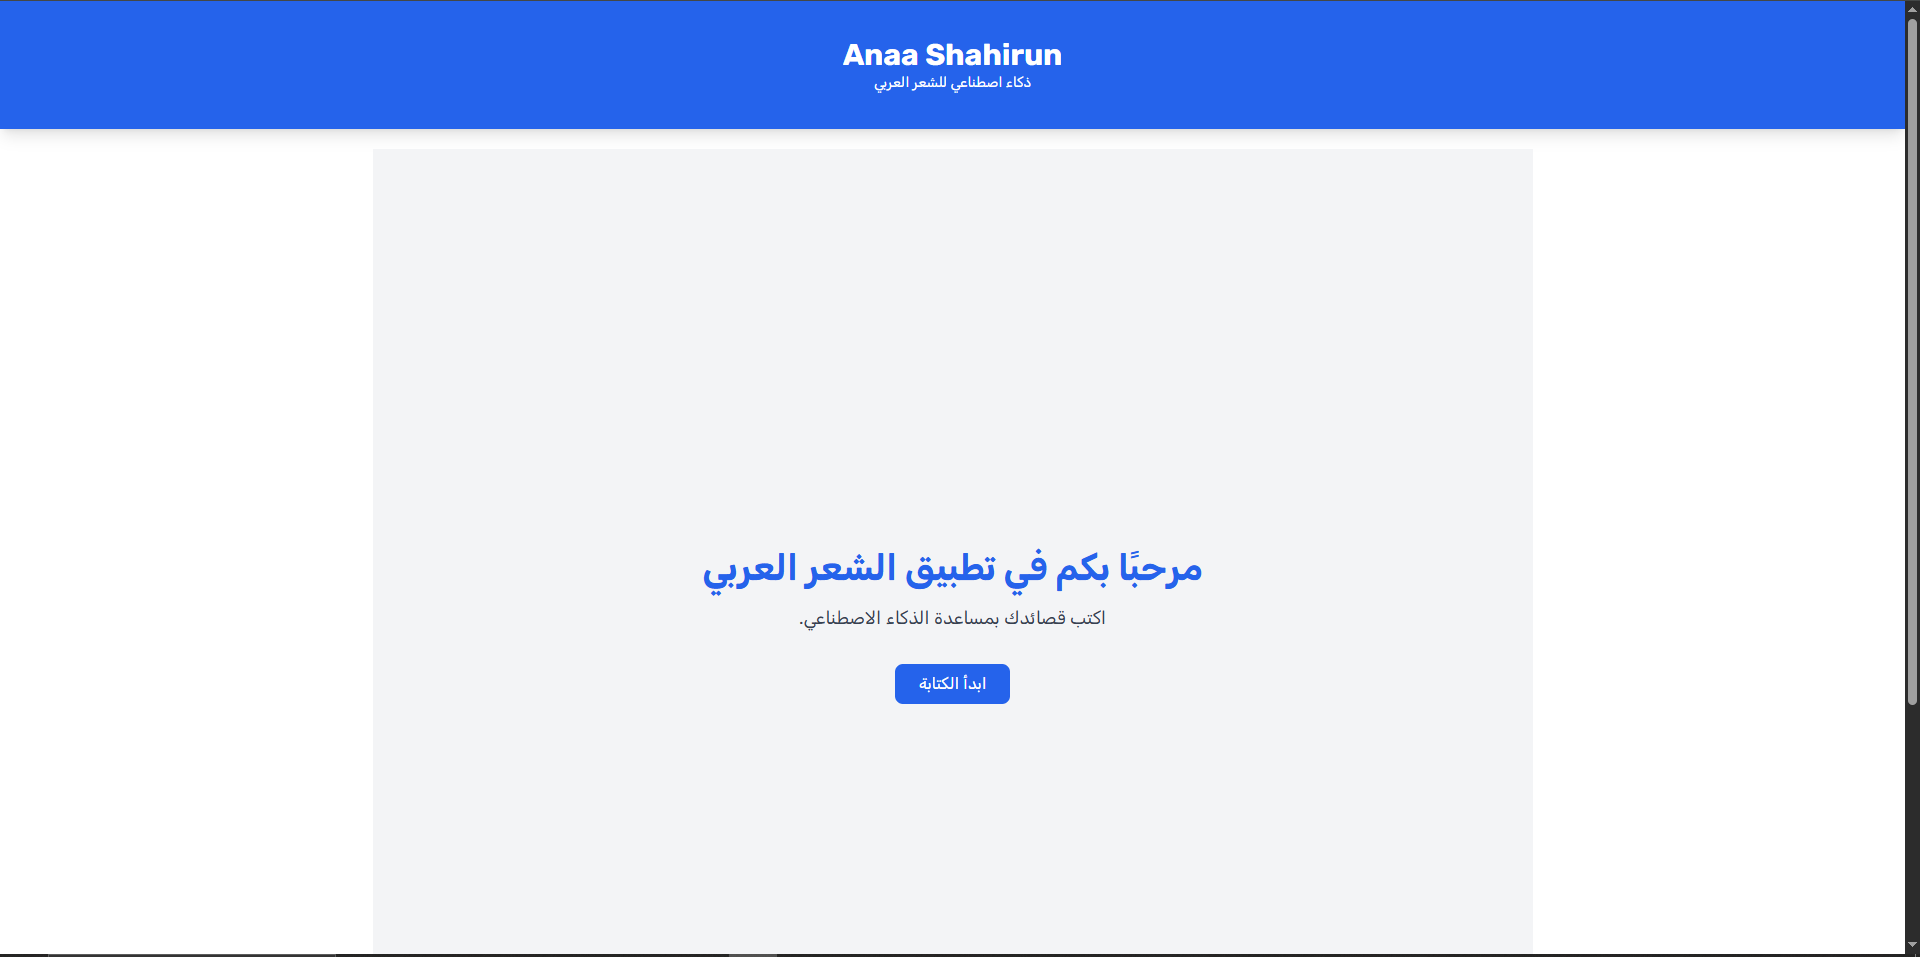 Anaa Shahirun
ذكاء اصطناعي للشعر العربي
مرحبًا بكم في تطبيق الشعر العربي
اكتب قصائدك بمساعدة الذكاء الاصطناعي.
ابدأ الكتابة